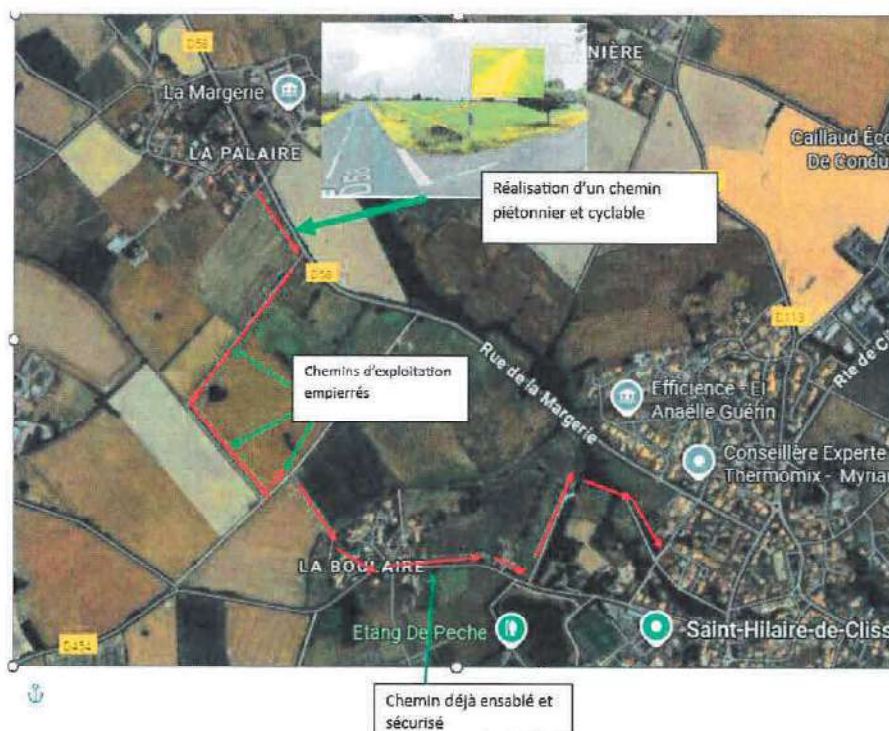 D58
La Margerie
LA PALAIRE
NIÈRE
D58
Caillaud Éco
De Condu
Réalisation d'un chemin
piétonnier et cyclable
D58
D113
Rue de la Margerie
Chemins d'exploitation
empierrés
Efficience - EI
Anaëlle Guérin
Conseillère Experte
Thermomix - Myria
LA BOULAIRE
Etang De Peche
Saint-Hilaire-de-Cliss
D454
Chemin déjà ensablé et
sécurisé